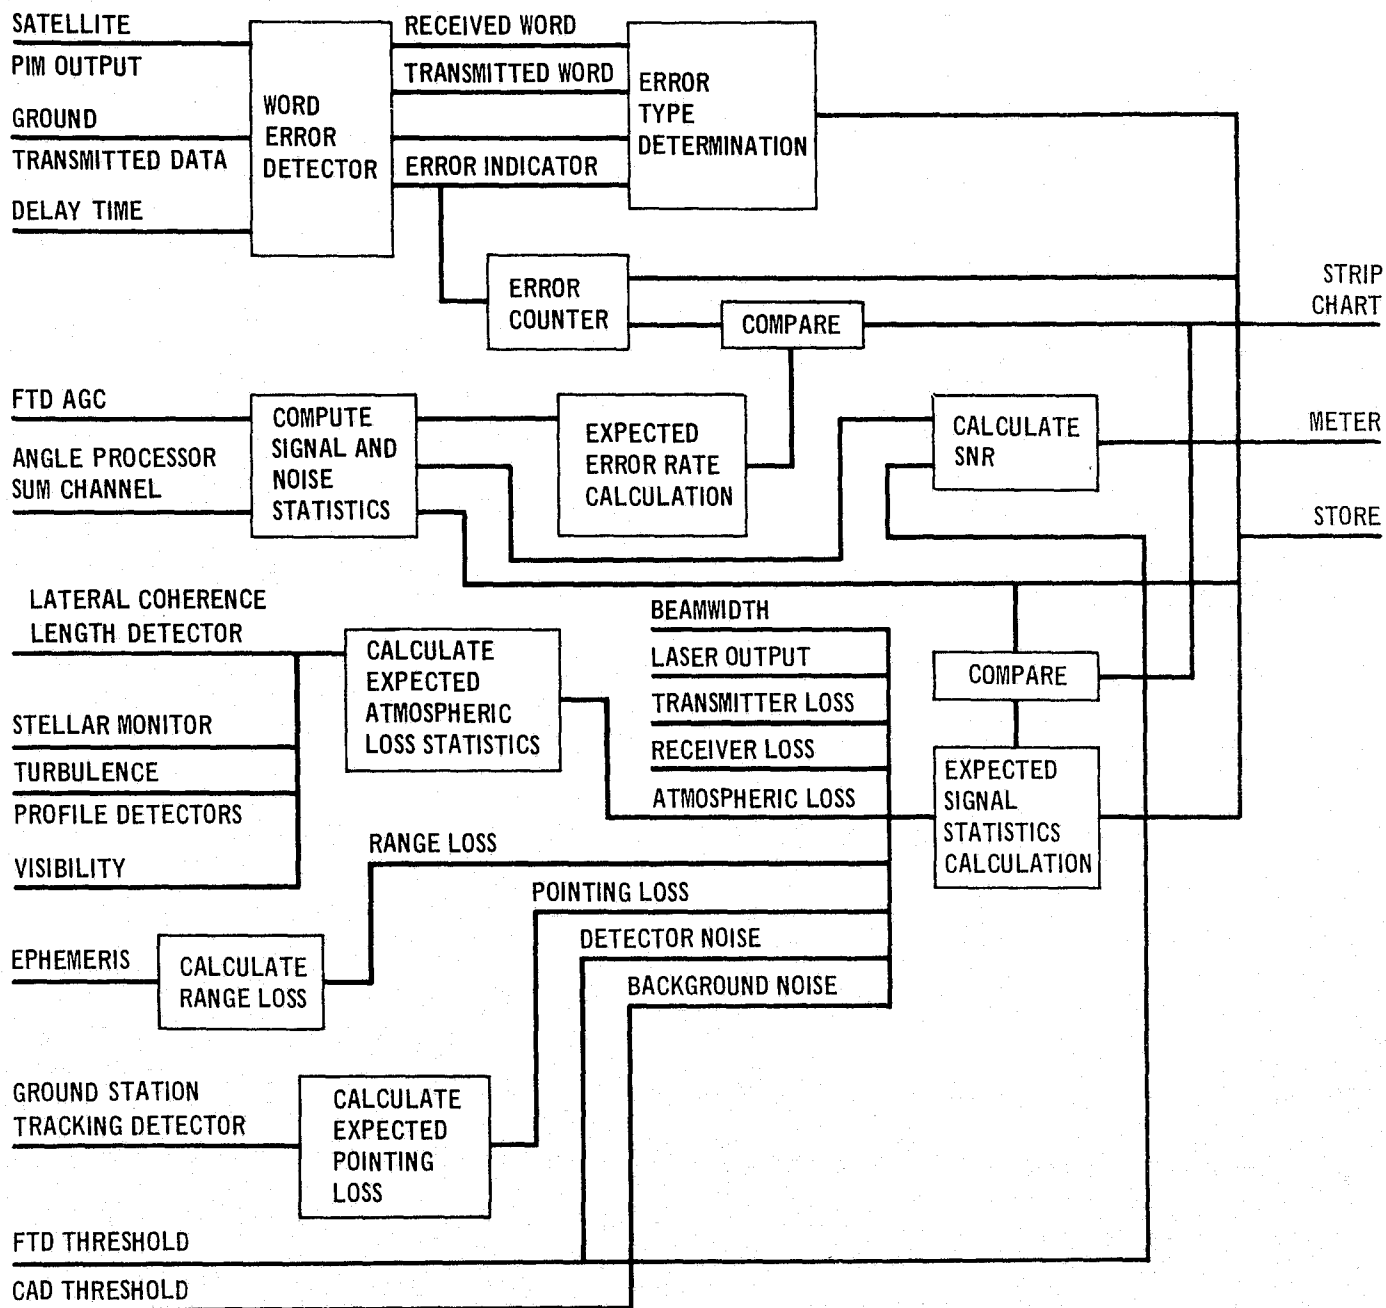 SATELLITE
PIM OUTPUT
GROUND
TRANSMITTED DATA
DELAY TIME
WORD
ERROR
DETECTOR
RECEIVED WORD
TRANSMITTED WORD
ERROR INDICATOR
ERROR
TYPE
DETERMINATION
ERROR
COUNTER
COMPARE
STRIP
CHART
FTD AGC
ANGLE PROCESSOR
SUM CHANNEL
COMPUTE
SIGNAL AND
NOISE
STATISTICS
EXPECTED
ERROR RATE
CALCULATION
CALCULATE
SNR
METER
STORE
LATERAL COHERENCE
LENGTH DETECTOR
STELLAR MONITOR
TURBULENCE
PROFILE DETECTORS
VISIBILITY
CALCULATE
EXPECTED
ATMOSPHERIC
LOSS STATISTICS
BEAMWIDTH
LASER OUTPUT
TRANSMITTER LOSS
RECEIVER LOSS
ATMOSPHERIC LOSS
COMPARE
EXPECTED
SIGNAL
STATISTICS
CALCULATION
RANGE LOSS
POINTING LOSS
DETECTOR NOISE
BACKGROUND NOISE
EPHEMERIS
CALCULATE
RANGE LOSS
GROUND STATION
TRACKING DETECTOR
CALCULATE
EXPECTED
POINTING
LOSS
FTD THRESHOLD
CAD THRESHOLD